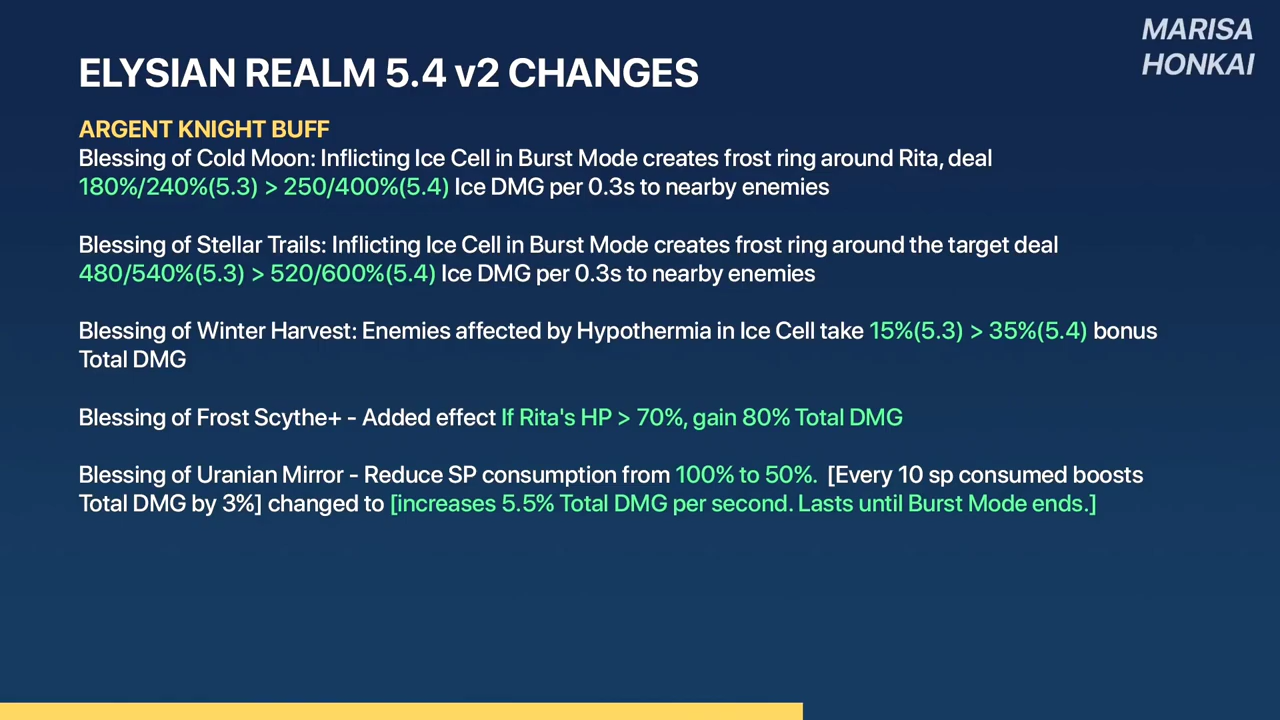 MARISA
HONKAI
ELYSIAN REALM 5.4 v2 CHANGES
ARGENT KNIGHT BUFF
Blessing of Cold Moon: Inflicting Ice Cell in Burst Mode creates frost ring around Rita, deal
180%/240%(5.3) > 250/400%(5.4) Ice DMG per 0.3s to nearby enemies
Blessing of Stellar Trails: Inflicting Ice Cell in Burst Mode creates frost ring around the target deal
480/540%(5.3) > 520/600%(5.4) Ice DMG per 0.3s to nearby enemies
Blessing of Winter Harvest: Enemies affected by Hypothermia in Ice Cell take 15%(5.3) > 35%(5.4) bonus
Total DMG
Blessing of Frost Scythe+ - Added effect If Rita's HP > 70%, gain 80% Total DMG
Blessing of Uranian Mirror - Reduce SP consumption from 100% to 50%. [Every 10 sp consumed boosts
Total DMG by 3%] changed to [increases 5.5% Total DMG per second. Lasts until Burst Mode ends.]